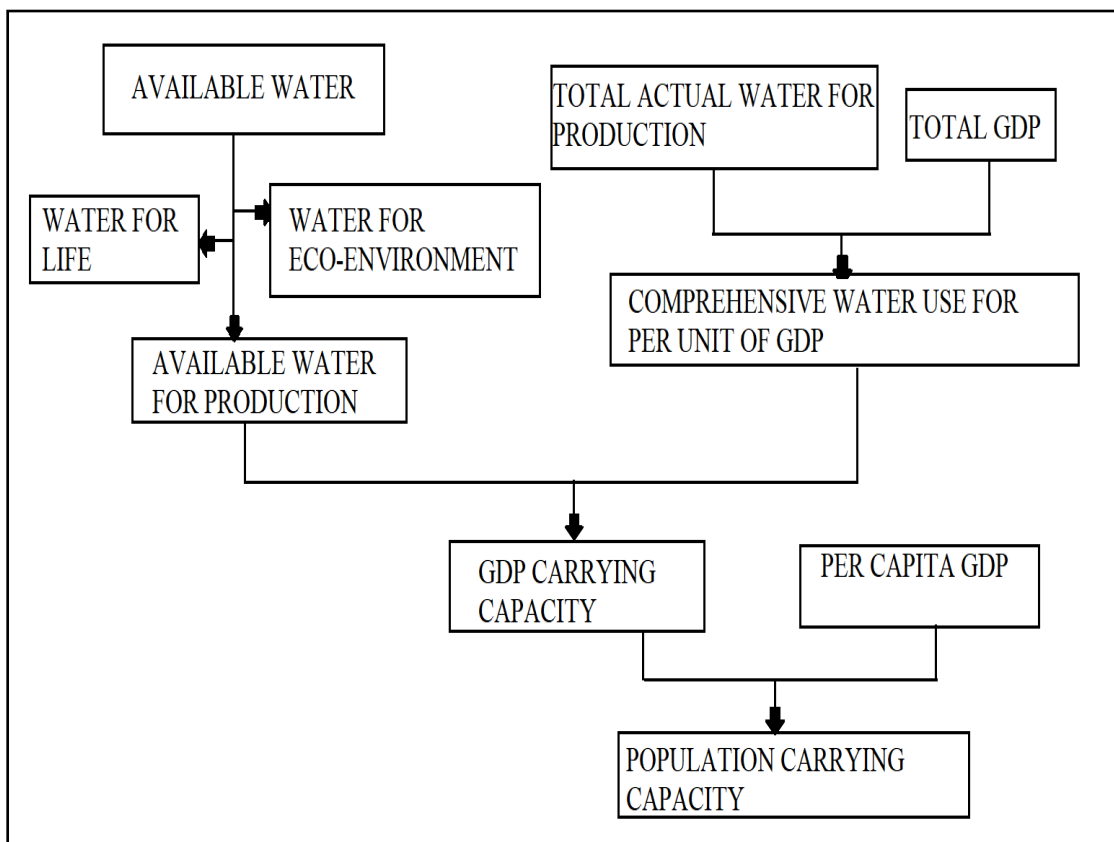 AVAILABLE WATER
TOTAL ACTUAL WATER FOR
PRODUCTION
TOTAL GDP
WATER FOR
LIFE
WATER FOR
ECO-ENVIRONMENT
COMPREHENSIVE WATER USE FOR
PER UNIT OF GDP
AVAILABLE WATER
FOR PRODUCTION
GDP CARRYING
CAPACITY
PER CAPITA GDP
POPULATION CARRYING
CAPACITY